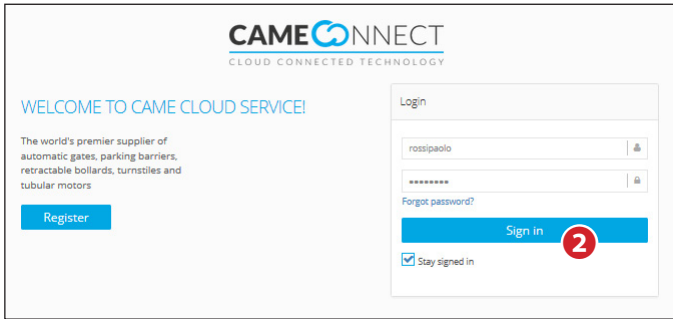 CAMECONNECT
CLOUD CONNECTED TECHNOLOGY
WELCOME TO CAME CLOUD SERVICE!
The world's premier supplier of
automatic gates, parking barriers,
retractable bollards, turnstiles and
tubular motors
Register
Login
rossipaolo
••••••••
Forgot password?
Sign in
2
Stay signed in